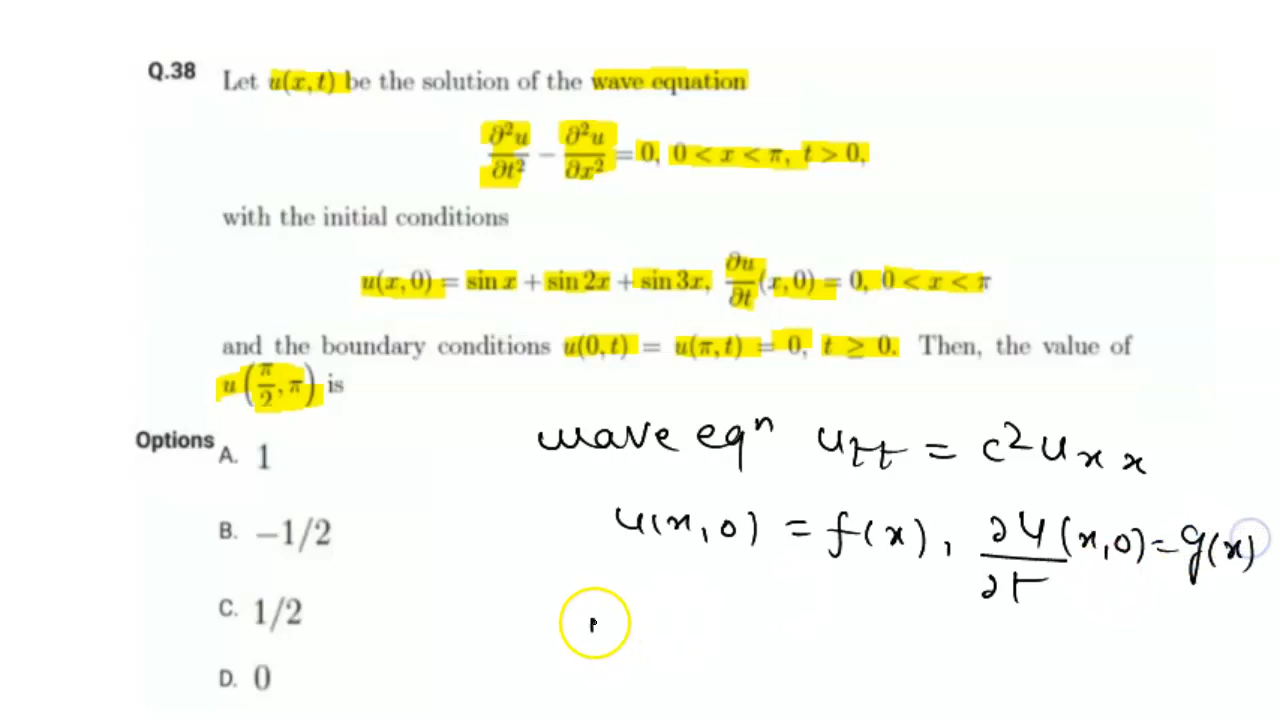 Q.38 Let u(x, t) be the solution of the wave equation
∂²u/∂t² − ∂²u/∂x² = 0, 0 < x < π, t > 0,
with the initial conditions
u(x, 0) = sin x + sin 2x + sin 3x, ∂u/∂t (x, 0) = 0, 0 < x < π
and the boundary conditions u(0, t) = u(π, t) = 0, t ≥ 0. Then, the value of
u(π/2, π) is
Options A. 1
wave eqⁿ u_tt = c²u_xx
B. −1/2
u(x,0) = f(x), ∂u/∂t (x,0) = g(x)
C. 1/2
D. 0